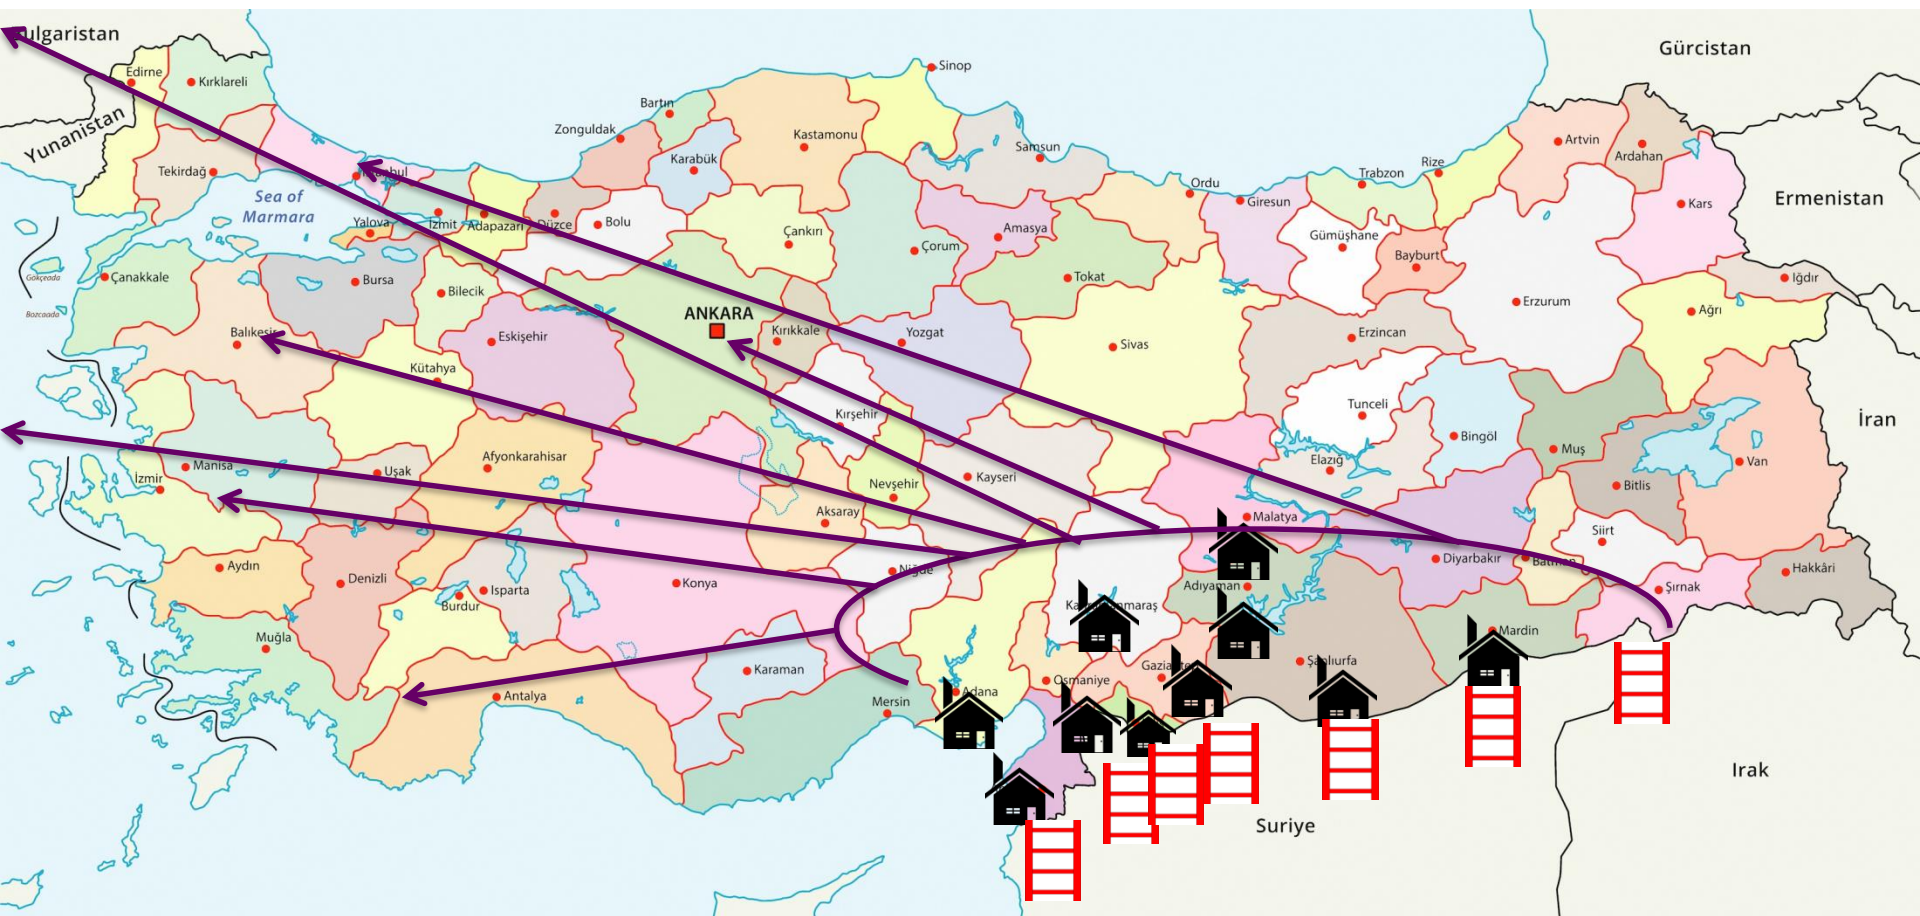 ulgaristan
Gürcistan
Edirne
Kırklareli
Sinop
Yunanistan
Bartın
Zonguldak
Kastamonu
Karabük
Samsun
Artvin
Ardahan
Tekirdağ
Trabzon
Rize
Ordu
Giresun
Kars
Ermenistan
Sea of
Marmara
Yalova
İzmit
Adapazarı
Düzce
Bolu
Çankırı
Çorum
Amasya
Gümüşhane
Bayburt
Tokat
Iğdır
Gökçeada
Çanakkale
Bursa
Bilecik
Bozcaada
ANKARA
Erzurum
Ağrı
Balıkesir
Eskişehir
Kırıkkale
Yozgat
Sivas
Erzincan
Kütahya
Kırşehir
Tunceli
Bingöl
Muş
İran
Van
Manisa
İzmir
Uşak
Afyonkarahisar
Nevşehir
Kayseri
Elazığ
Bitlis
Aksaray
Malatya
Siirt
Aydın
Denizli
Burdur
Isparta
Konya
Niğde
Adıyaman
Diyarbakır
Batman
Şırnak
Hakkâri
Muğla
Mardin
Karaman
Antalya
Mersin
Adana
Osmaniye
Şanlıurfa
Irak
Suriye